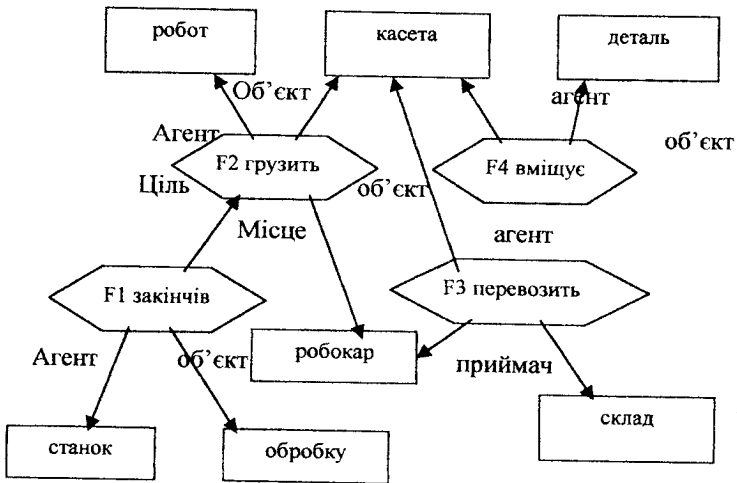 робот
касета
деталь
Об’єкт
агент
Агент
об’єкт
F2 грузить
F4 вміщує
Ціль
об’єкт
Місце
агент
F1 закінчів
F3 перевозить
Агент
об’єкт
робокар
приймач
склад
станок
обробку